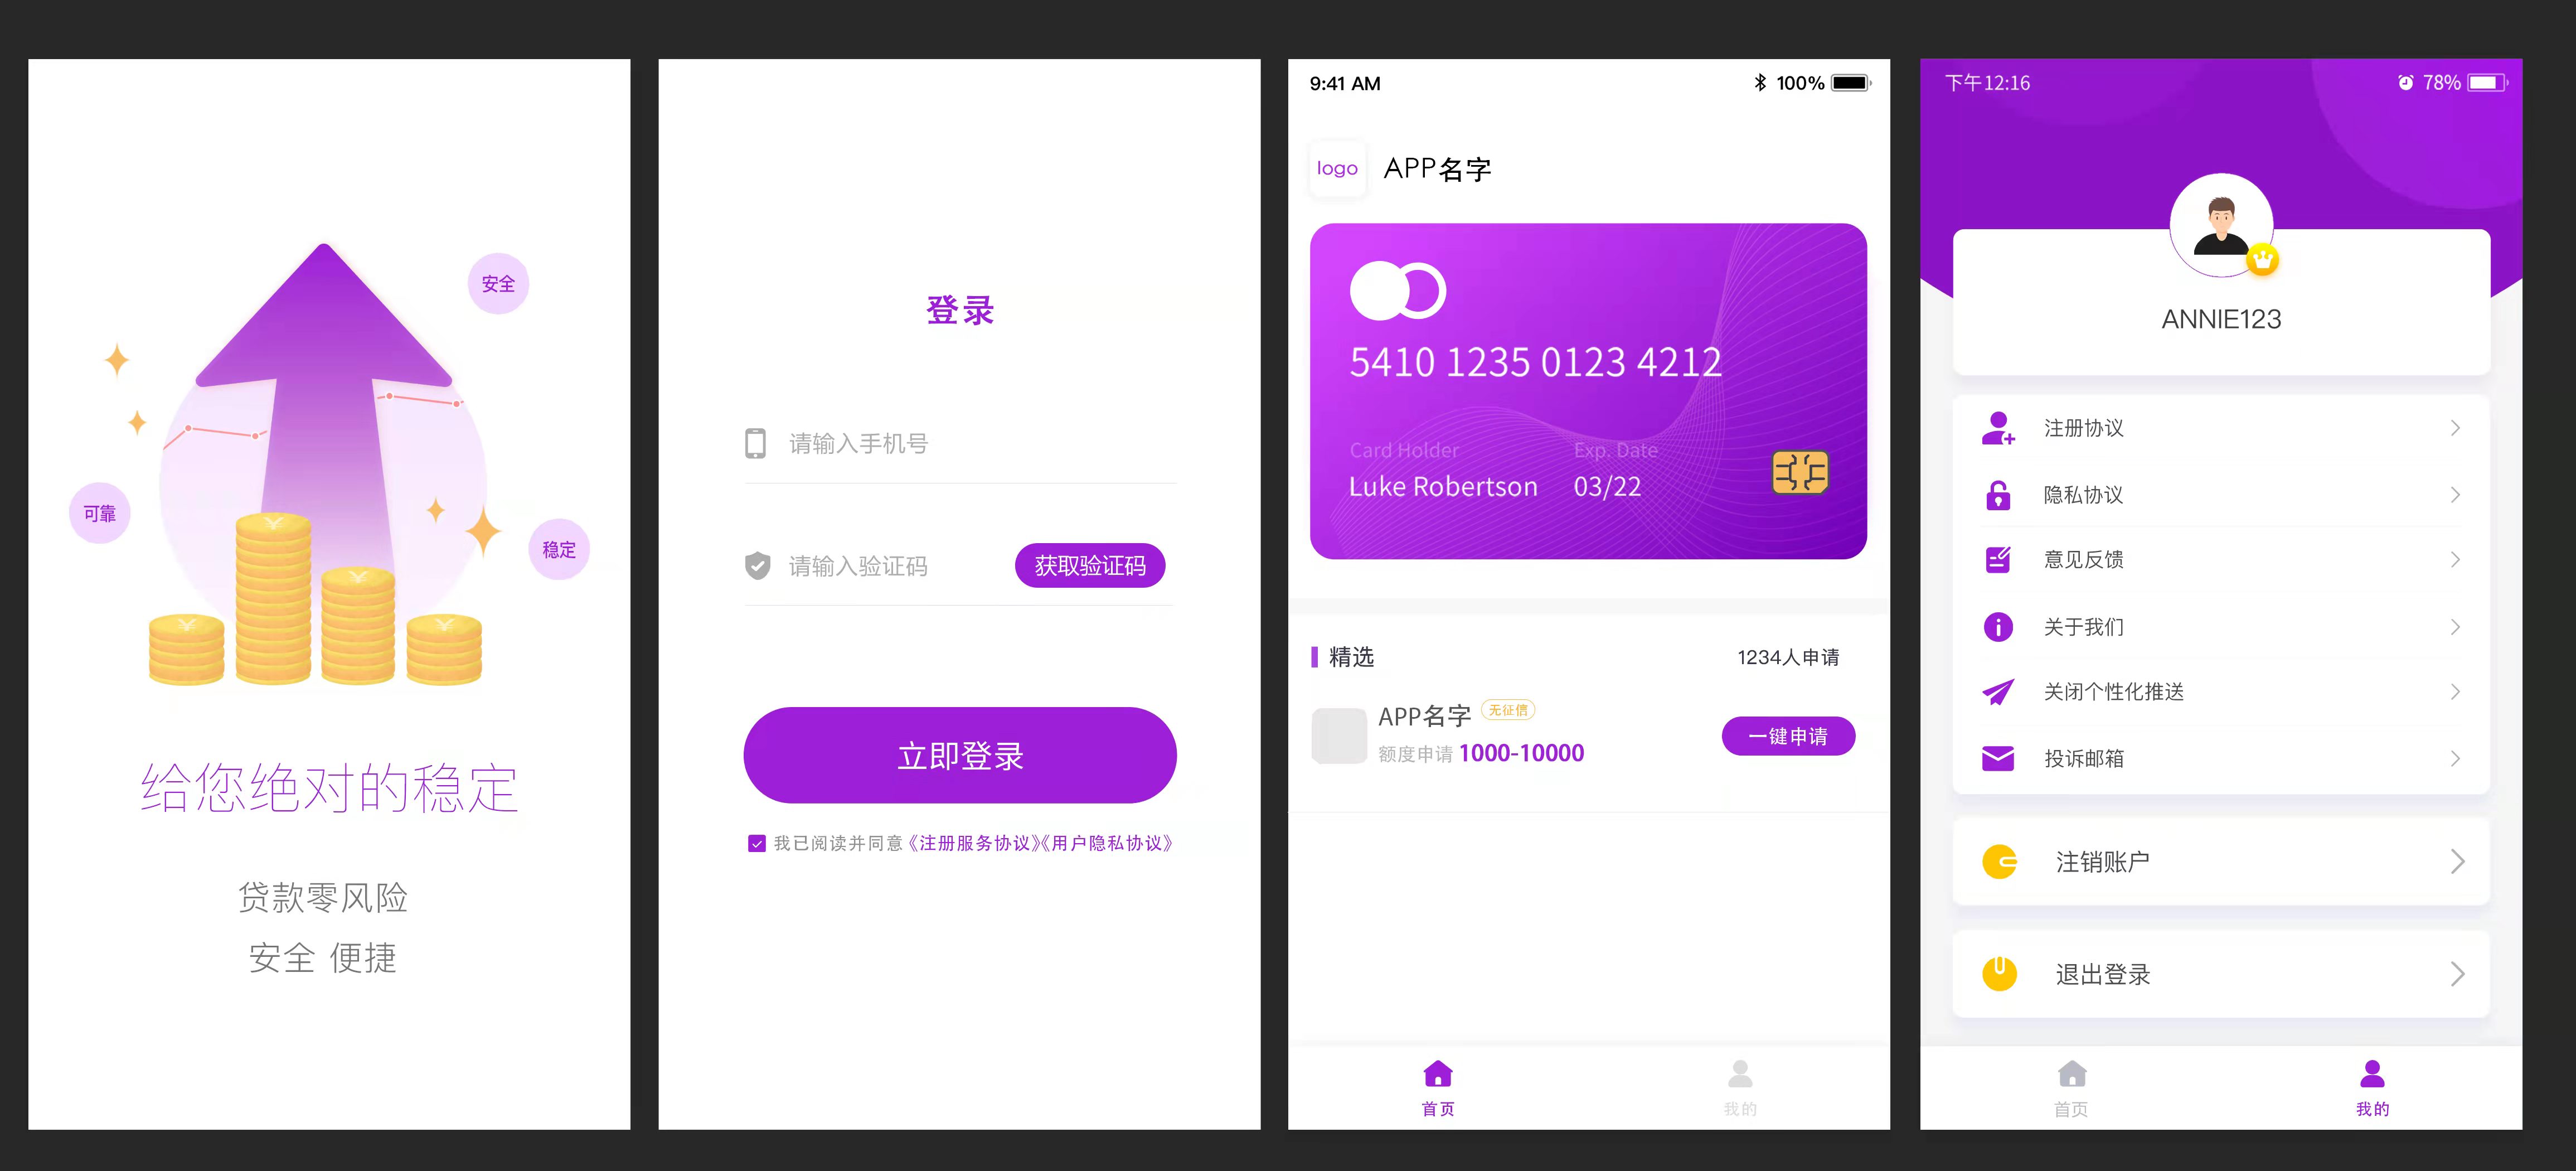 安全
可靠
稳定
给您绝对的稳定
贷款零风险
安全 便捷
登录
请输入手机号
请输入验证码
获取验证码
立即登录
我已阅读并同意《注册服务协议》《用户隐私协议》
9:41 AM
100%
logo
APP名字
5410 1235 0123 4212
Card Holder
Exp. Date
Luke Robertson
03/22
精选
1234人申请
APP名字
无征信
额度申请 1000-10000
一键申请
首页
我的
下午12:16
78%
ANNIE123
注册协议
隐私协议
意见反馈
关于我们
关闭个性化推送
投诉邮箱
注销账户
退出登录
首页
我的